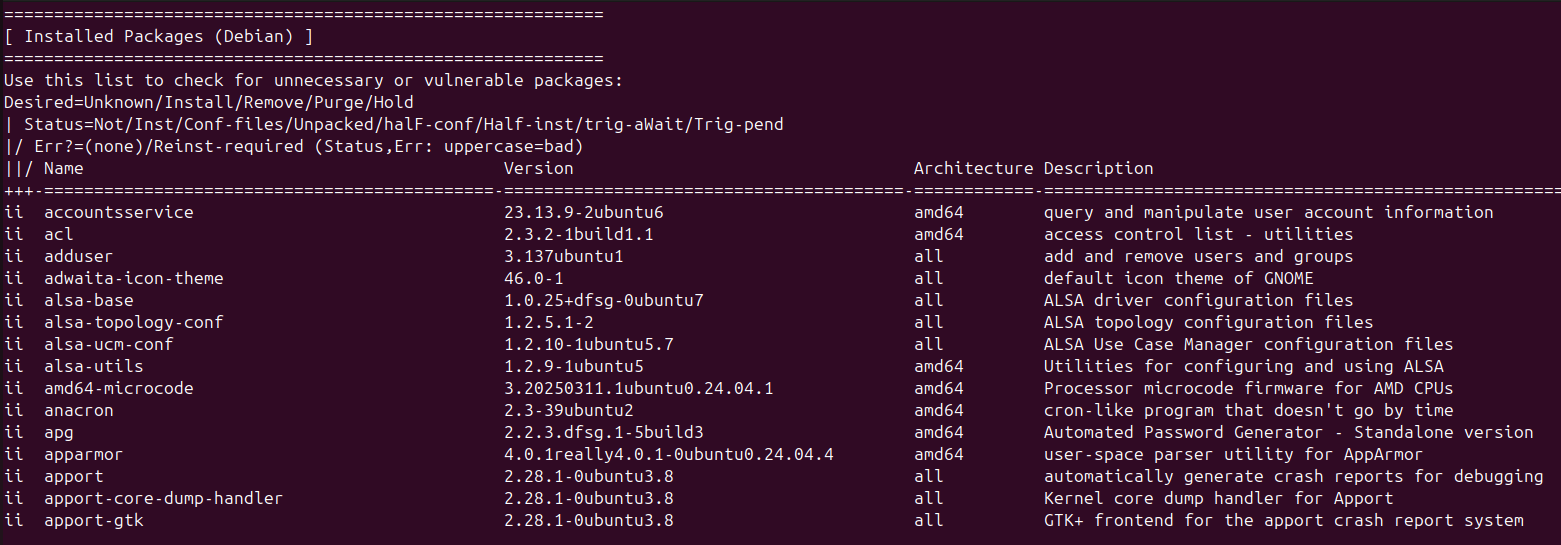 ============================================================
[ Installed Packages (Debian) ]
============================================================
Use this list to check for unnecessary or vulnerable packages:
Desired=Unknown/Install/Remove/Purge/Hold
| Status=Not/Inst/Conf-files/Unpacked/halF-conf/Half-inst/trig-aWait/Trig-pend
|/ Err?=(none)/Reinst-required (Status,Err: uppercase=bad)
||/ Name                                          Version                                  Architecture Description
+++-=============================================-========================================-============-====================================================
ii  accountsservice                               23.13.9-2ubuntu6                         amd64        query and manipulate user account information
ii  acl                                           2.3.2-1build1.1                          amd64        access control list - utilities
ii  adduser                                       3.137ubuntu1                             all          add and remove users and groups
ii  adwaita-icon-theme                            46.0-1                                   all          default icon theme of GNOME
ii  alsa-base                                     1.0.25+dfsg-0ubuntu7                     all          ALSA driver configuration files
ii  alsa-topology-conf                            1.2.5.1-2                                all          ALSA topology configuration files
ii  alsa-ucm-conf                                 1.2.10-1ubuntu5.7                        all          ALSA Use Case Manager configuration files
ii  alsa-utils                                    1.2.9-1ubuntu5                           amd64        Utilities for configuring and using ALSA
ii  amd64-microcode                               3.20250311.1ubuntu0.24.04.1              amd64        Processor microcode firmware for AMD CPUs
ii  anacron                                       2.3-39ubuntu2                            amd64        cron-like program that doesn't go by time
ii  apg                                           2.2.3.dfsg.1-5build3                     amd64        Automated Password Generator - Standalone version
ii  apparmor                                      4.0.1really4.0.1-0ubuntu0.24.04.4        amd64        user-space parser utility for AppArmor
ii  apport                                        2.28.1-0ubuntu3.8                        all          automatically generate crash reports for debugging
ii  apport-core-dump-handler                      2.28.1-0ubuntu3.8                        all          Kernel core dump handler for Apport
ii  apport-gtk                                    2.28.1-0ubuntu3.8                        all          GTK+ frontend for the apport crash report system